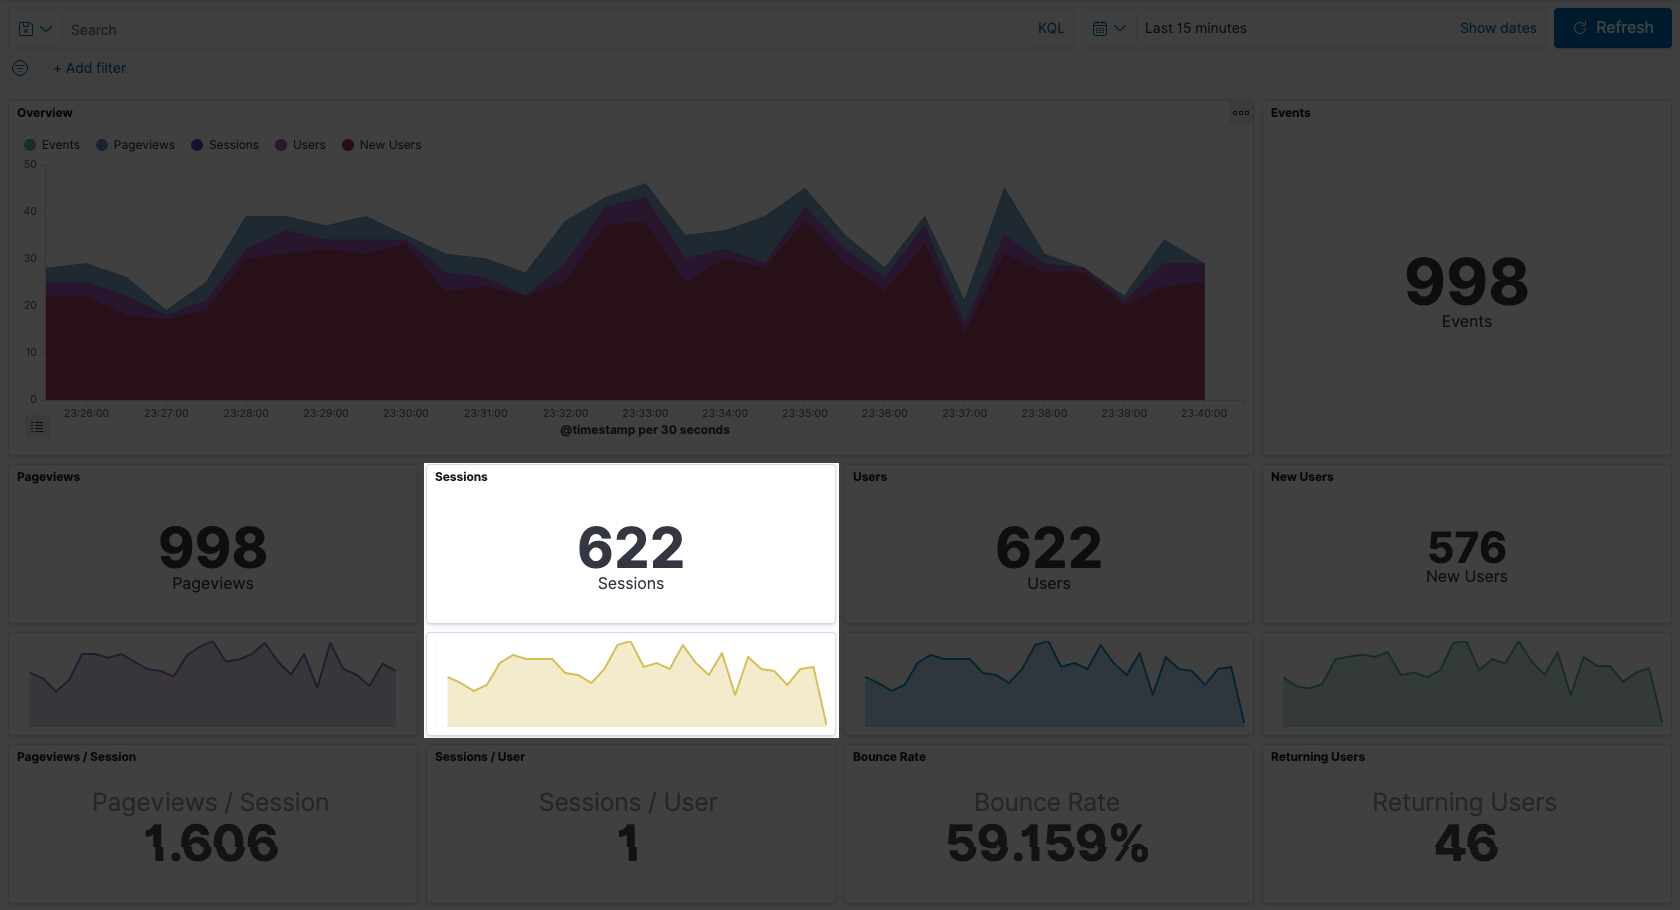 Search
KQL
Last 15 minutes
Show dates
Refresh
+ Add filter
Overview
Events
Pageviews
Sessions
Users
New Users
50
40
30
20
10
0
23:26:00
23:27:00
23:28:00
23:29:00
23:30:00
23:31:00
23:32:00
23:33:00
23:34:00
23:35:00
23:36:00
23:37:00
23:38:00
23:39:00
23:40:00
@timestamp per 30 seconds
Events
998
Events
Pageviews
998
Pageviews
Sessions
622
Sessions
Users
622
Users
New Users
576
New Users
Pageviews / Session
Pageviews / Session
1.606
Sessions / User
Sessions / User
1
Bounce Rate
Bounce Rate
59.159%
Returning Users
Returning Users
46